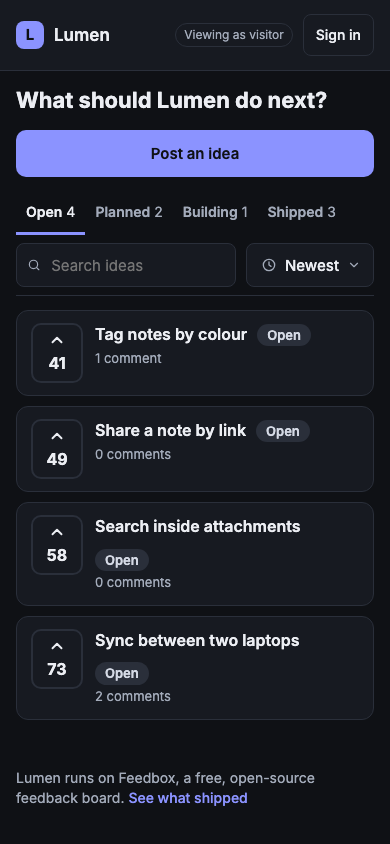 L Lumen Viewing as visitor Sign in
What should Lumen do next?
Post an idea
Open 4 Planned 2 Building 1 Shipped 3
Search ideas Newest
Tag notes by colour Open
41 1 comment
Share a note by link Open
49 0 comments
Search inside attachments
58 Open
0 comments
Sync between two laptops
73 Open
2 comments
Lumen runs on Feedbox, a free, open-source
feedback board. See what shipped